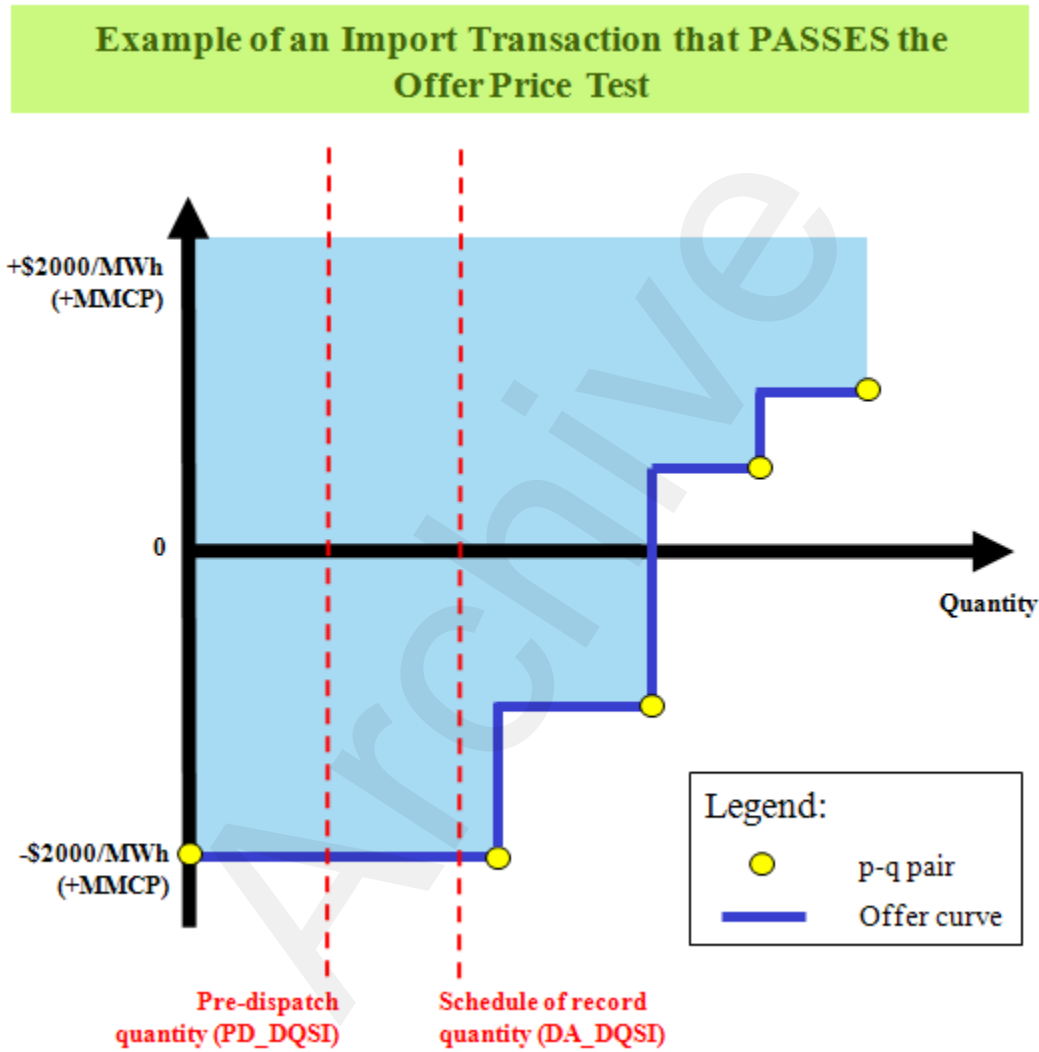 Example of an Import Transaction that PASSES the
Offer Price Test
+$2000/MWh
(+MMCP)
0
Quantity
-$2000/MWh
(+MMCP)
Legend:
p-q pair
Offer curve
Pre-dispatch
quantity (PD_DQSI)
Schedule of record
quantity (DA_DQSI)
Archive